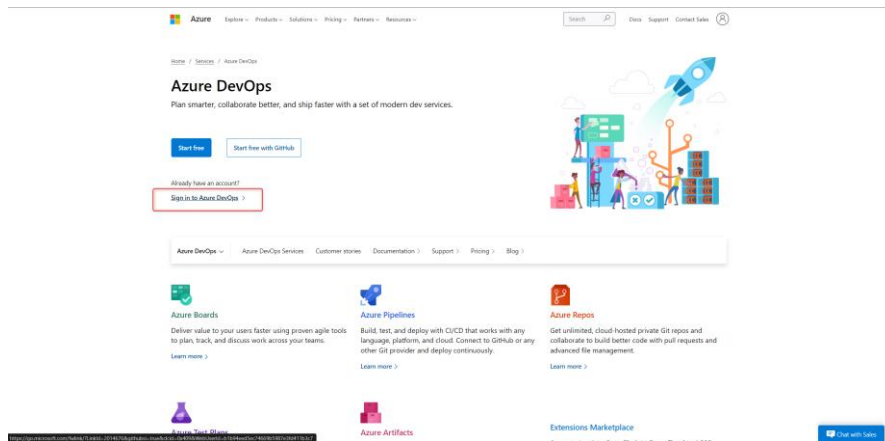 Azure Explore Products Solutions Pricing Partners Resources Search Docs Support Contact Sales
Home / Services / Azure DevOps
Azure DevOps
Plan smarter, collaborate better, and ship faster with a set of modern dev services.
Start free Start free with GitHub
Already have an account?
Sign in to Azure DevOps >
Azure DevOps Azure DevOps Services Customer stories Documentation > Support > Pricing > Blog >
Azure Boards Azure Pipelines Azure Repos
Deliver value to your users faster using proven agile tools
to plan, track, and discuss work across your teams.
Learn more >
Build, test, and deploy with CI/CD that works with any
language, platform, and cloud. Connect to GitHub or any
other Git provider and deploy continuously.
Learn more >
Get unlimited, cloud-hosted private Git repos and
collaborate to build better code with pull requests and
advanced file management.
Learn more >
Azure Test Plans Azure Artifacts Extensions Marketplace
Chat with Sales